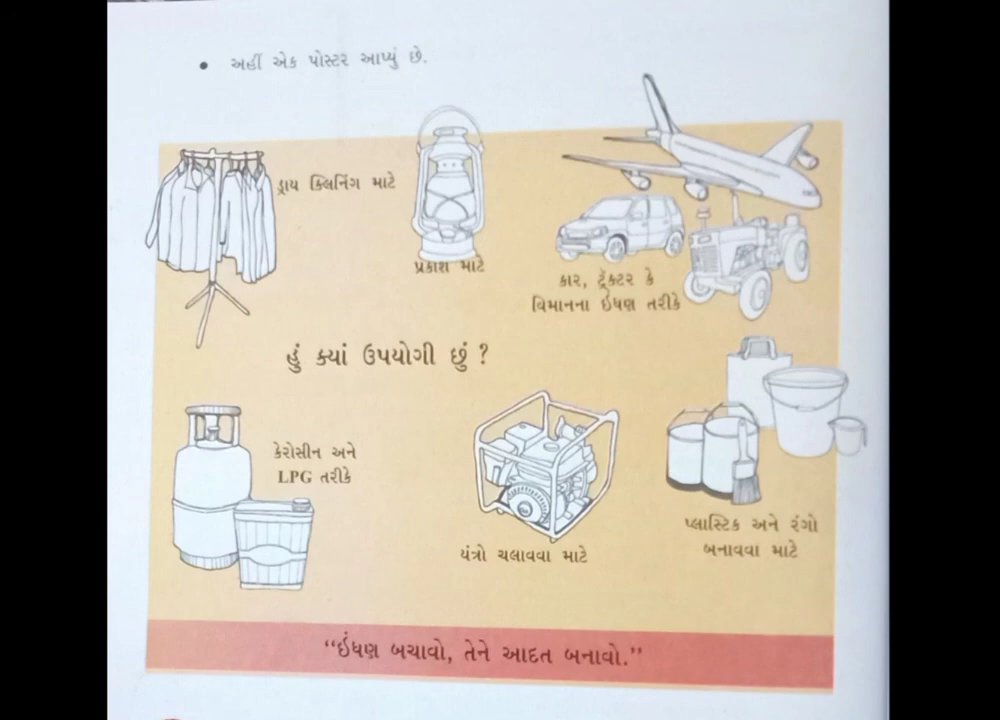 • અહીં એક પોસ્ટર આપ્યું છે.
ડ્રાય ક્લિનિંગ માટે
પ્રકાશ માટે
કાર, ટ્રૅક્ટર કે
વિમાનના ઇંધણ તરીકે
હું ક્યાં ઉપયોગી છું ?
કેરોસીન અને
LPG તરીકે
યંત્રો ચલાવવા માટે
પ્લાસ્ટિક અને રંગો
બનાવવા માટે
“ઇંધણ બચાવો, તેને આદત બનાવો.”